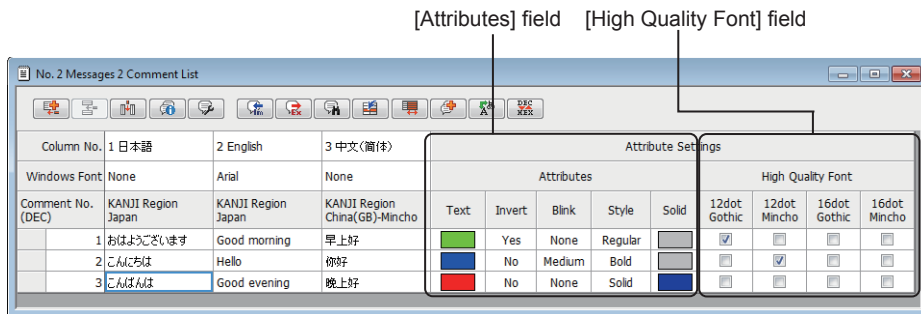 [Attributes] field [High Quality Font] field
No. 2 Messages 2 Comment List
Im Ex DEC HEX
Column No. 1 日本語 2 English 3 中文(简体) Attribute Settings
Windows Font None Arial None Attributes High Quality Font
Comment No. (DEC) KANJI Region Japan KANJI Region Japan KANJI Region China(GB)-Mincho Text Invert Blink Style Solid 12dot Gothic 12dot Mincho 16dot Gothic 16dot Mincho
1 おはようございます Good morning 早上好 Yes None Regular
2 こんにちは Hello 你好 No Medium Bold
3 こんばんは Good evening 晚上好 No None Solid